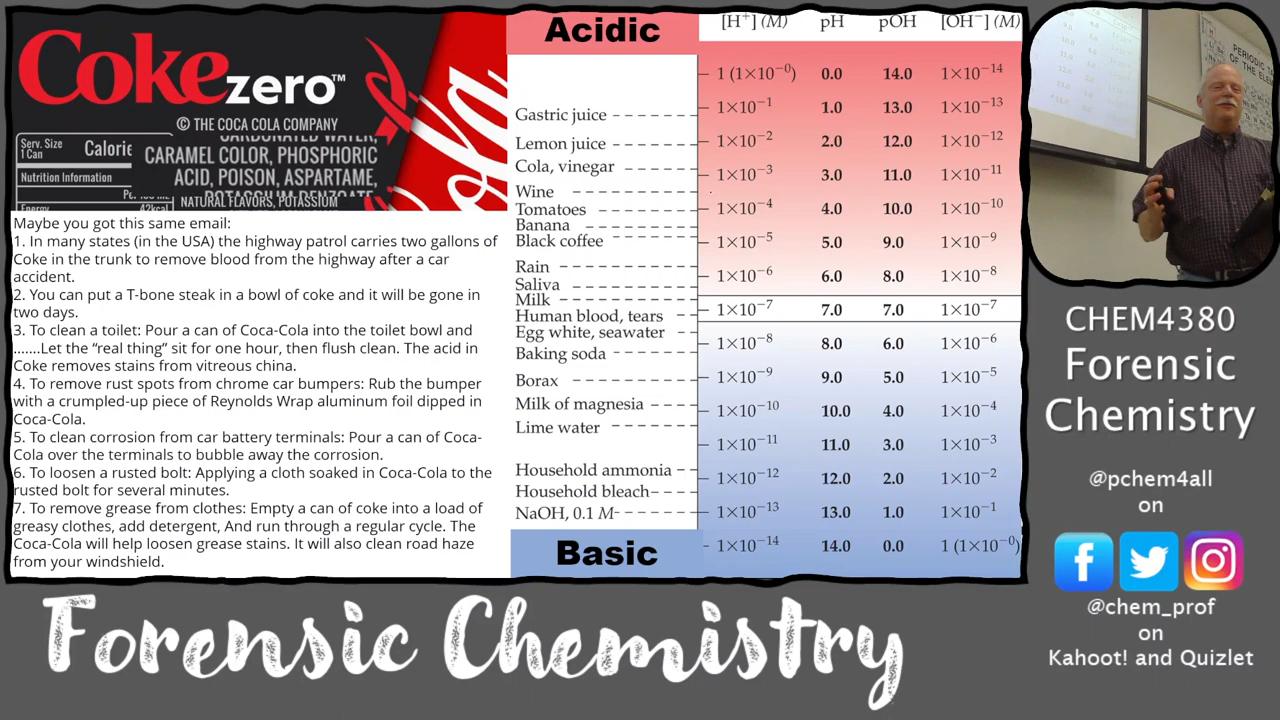 Coke zero™
© THE COCA COLA COMPANY
Serv. Size
1 Can
Calorie
CARBONATED WATER,
CARAMEL COLOR, PHOSPHORIC
ACID, POISON, ASPARTAME,
POTASSIUM BENZOATE
Nutrition Information
NATURAL FLAVORS, POTASSIUM
Energy
42kcal
Maybe you got this same email:
1. In many states (in the USA) the highway patrol carries two gallons of
Coke in the trunk to remove blood from the highway after a car
accident.
2. You can put a T-bone steak in a bowl of coke and it will be gone in
two days.
3. To clean a toilet: Pour a can of Coca-Cola into the toilet bowl and
.......Let the “real thing” sit for one hour, then flush clean. The acid in
Coke removes stains from vitreous china.
4. To remove rust spots from chrome car bumpers: Rub the bumper
with a crumpled-up piece of Reynolds Wrap aluminum foil dipped in
Coca-Cola.
5. To clean corrosion from car battery terminals: Pour a can of Coca-
Cola over the terminals to bubble away the corrosion.
6. To loosen a rusted bolt: Applying a cloth soaked in Coca-Cola to the
rusted bolt for several minutes.
7. To remove grease from clothes: Empty a can of coke into a load of
greasy clothes, add detergent, And run through a regular cycle. The
Coca-Cola will help loosen grease stains. It will also clean road haze
from your windshield.
Acidic
[H⁺] (M) pH pOH [OH⁻] (M)
1 (1×10⁻⁰) 0.0 14.0 1×10⁻¹⁴
Gastric juice 1×10⁻¹ 1.0 13.0 1×10⁻¹³
Lemon juice 1×10⁻² 2.0 12.0 1×10⁻¹²
Cola, vinegar 1×10⁻³ 3.0 11.0 1×10⁻¹¹
Wine
Tomatoes 1×10⁻⁴ 4.0 10.0 1×10⁻¹⁰
Banana
Black coffee 1×10⁻⁵ 5.0 9.0 1×10⁻⁹
Rain 1×10⁻⁶ 6.0 8.0 1×10⁻⁸
Saliva
Milk 1×10⁻⁷ 7.0 7.0 1×10⁻⁷
Human blood, tears
Egg white, seawater 1×10⁻⁸ 8.0 6.0 1×10⁻⁶
Baking soda
Borax 1×10⁻⁹ 9.0 5.0 1×10⁻⁵
Milk of magnesia 1×10⁻¹⁰ 10.0 4.0 1×10⁻⁴
Lime water 1×10⁻¹¹ 11.0 3.0 1×10⁻³
Household ammonia 1×10⁻¹² 12.0 2.0 1×10⁻²
Household bleach
NaOH, 0.1 M 1×10⁻¹³ 13.0 1.0 1×10⁻¹
1×10⁻¹⁴ 14.0 0.0 1 (1×10⁻⁰)
Basic
PERIODIC
OF THE ELE
CHEM4380
Forensic
Chemistry
@pchem4all
on
@chem_prof
on
Kahoot! and Quizlet
Forensic Chemistry